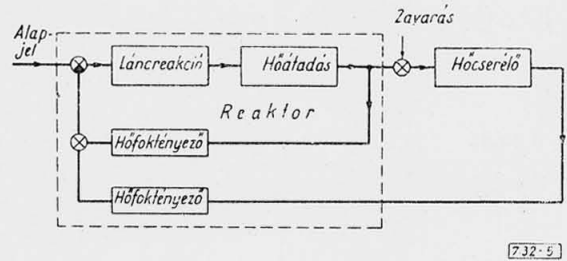 Zavarás
Alap-
jel
Láncreakció
Hőátadás
Hőcserélő
Reaktor
Hőfoktényező
Hőfoktényező
732-5